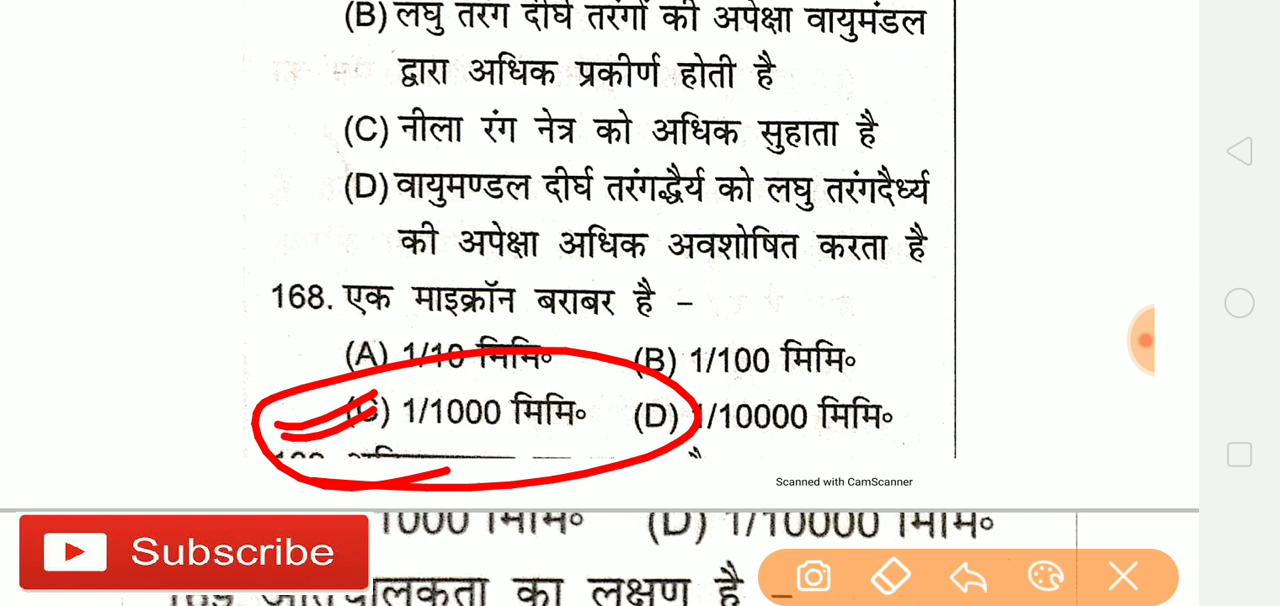 (B) लघु तरंग दीर्घ तरंगों की अपेक्षा वायुमंडल
द्वारा अधिक प्रकीर्ण होती है
(C) नीला रंग नेत्र को अधिक सुहाता है
(D) वायुमण्डल दीर्घ तरंगद्धैर्य को लघु तरंगदैर्ध्य
की अपेक्षा अधिक अवशोषित करता है
168. एक माइक्रॉन बराबर है –
(A) 1/10 मिमि॰ (B) 1/100 मिमि॰
(C) 1/1000 मिमि॰ (D) 1/10000 मिमि॰
Scanned with CamScanner
1000 मिमि॰ (D) 1/10000 मिमि॰
Subscribe
का लक्षण है –